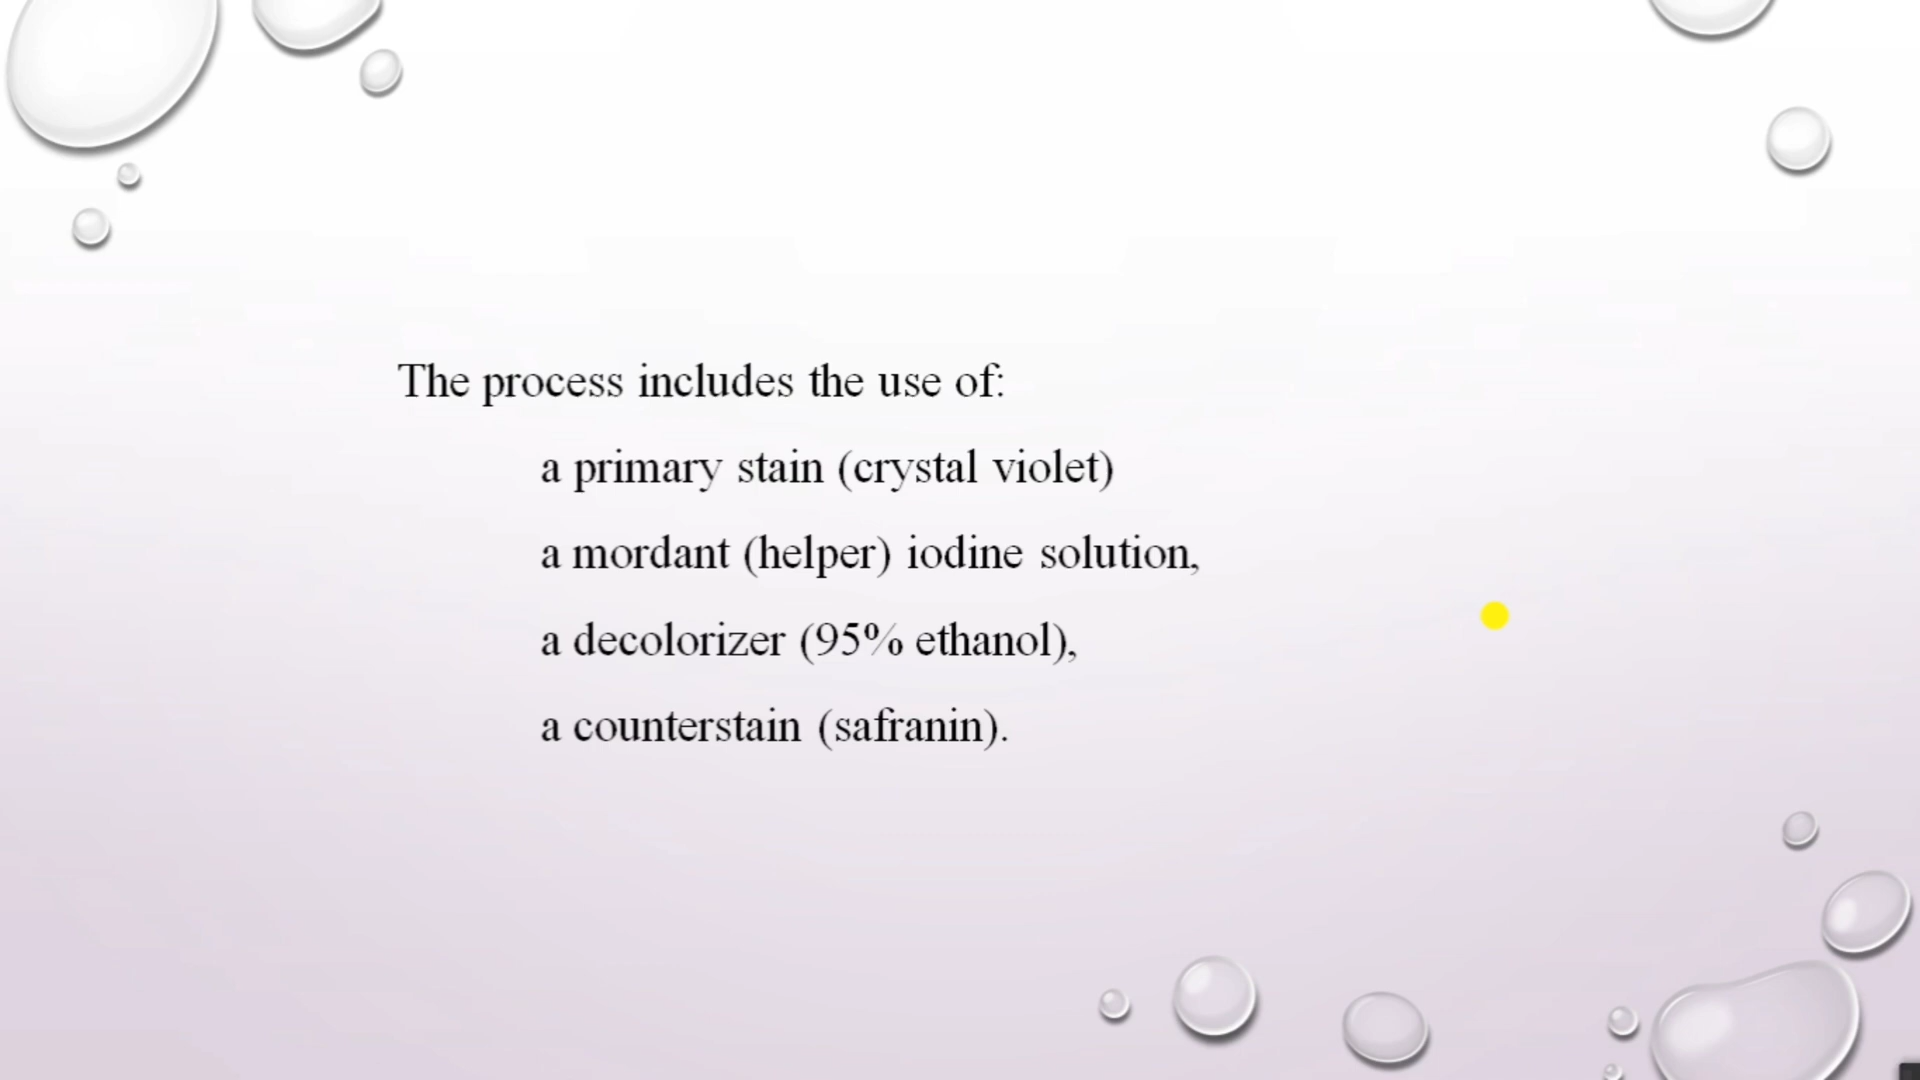 The process includes the use of:
a primary stain (crystal violet)
a mordant (helper) iodine solution,
a decolorizer (95% ethanol),
a counterstain (safranin).